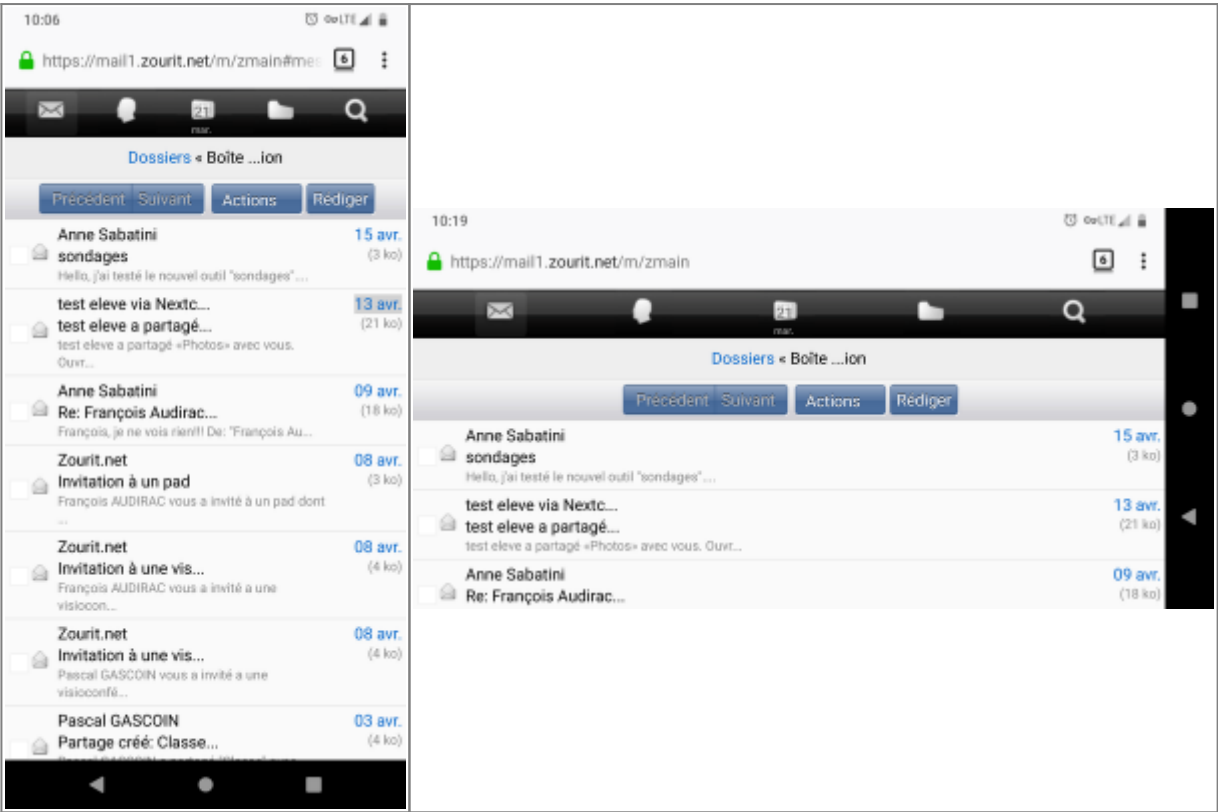 10:06
LTE
https://mail1.zourit.net/m/zmain#mes
6
21
mar.
Dossiers « Boîte ...ion
Précédent Suivant Actions Rédiger
Anne Sabatini 15 avr.
sondages (3 ko)
Hello, j'ai testé le nouvel outil "sondages"....
test eleve via Nextc... 13 avr.
test eleve a partagé... (21 ko)
test eleve a partagé «Photos» avec vous.
Ouvr...
Anne Sabatini 09 avr.
Re: François Audirac... (18 ko)
François, je ne vois rien!!! De: "François Au...
Zourit.net 08 avr.
Invitation à un pad (3 ko)
François AUDIRAC vous a invité à un pad dont
...
Zourit.net 08 avr.
Invitation à une vis... (4 ko)
François AUDIRAC vous a invité a une
visiocon...
Zourit.net 08 avr.
Invitation à une vis... (4 ko)
Pascal GASCOIN vous a invité a une
visioconfé...
Pascal GASCOIN 03 avr.
Partage créé: Classe... (4 ko)
10:19
LTE
https://mail1.zourit.net/m/zmain
6
21
mar.
Dossiers « Boîte ...ion
Précédent Suivant Actions Rédiger
Anne Sabatini 15 avr.
sondages (3 ko)
Hello, j'ai testé le nouvel outil "sondages"....
test eleve via Nextc... 13 avr.
test eleve a partagé... (21 ko)
test eleve a partagé «Photos» avec vous. Ouvr...
Anne Sabatini 09 avr.
Re: François Audirac... (18 ko)